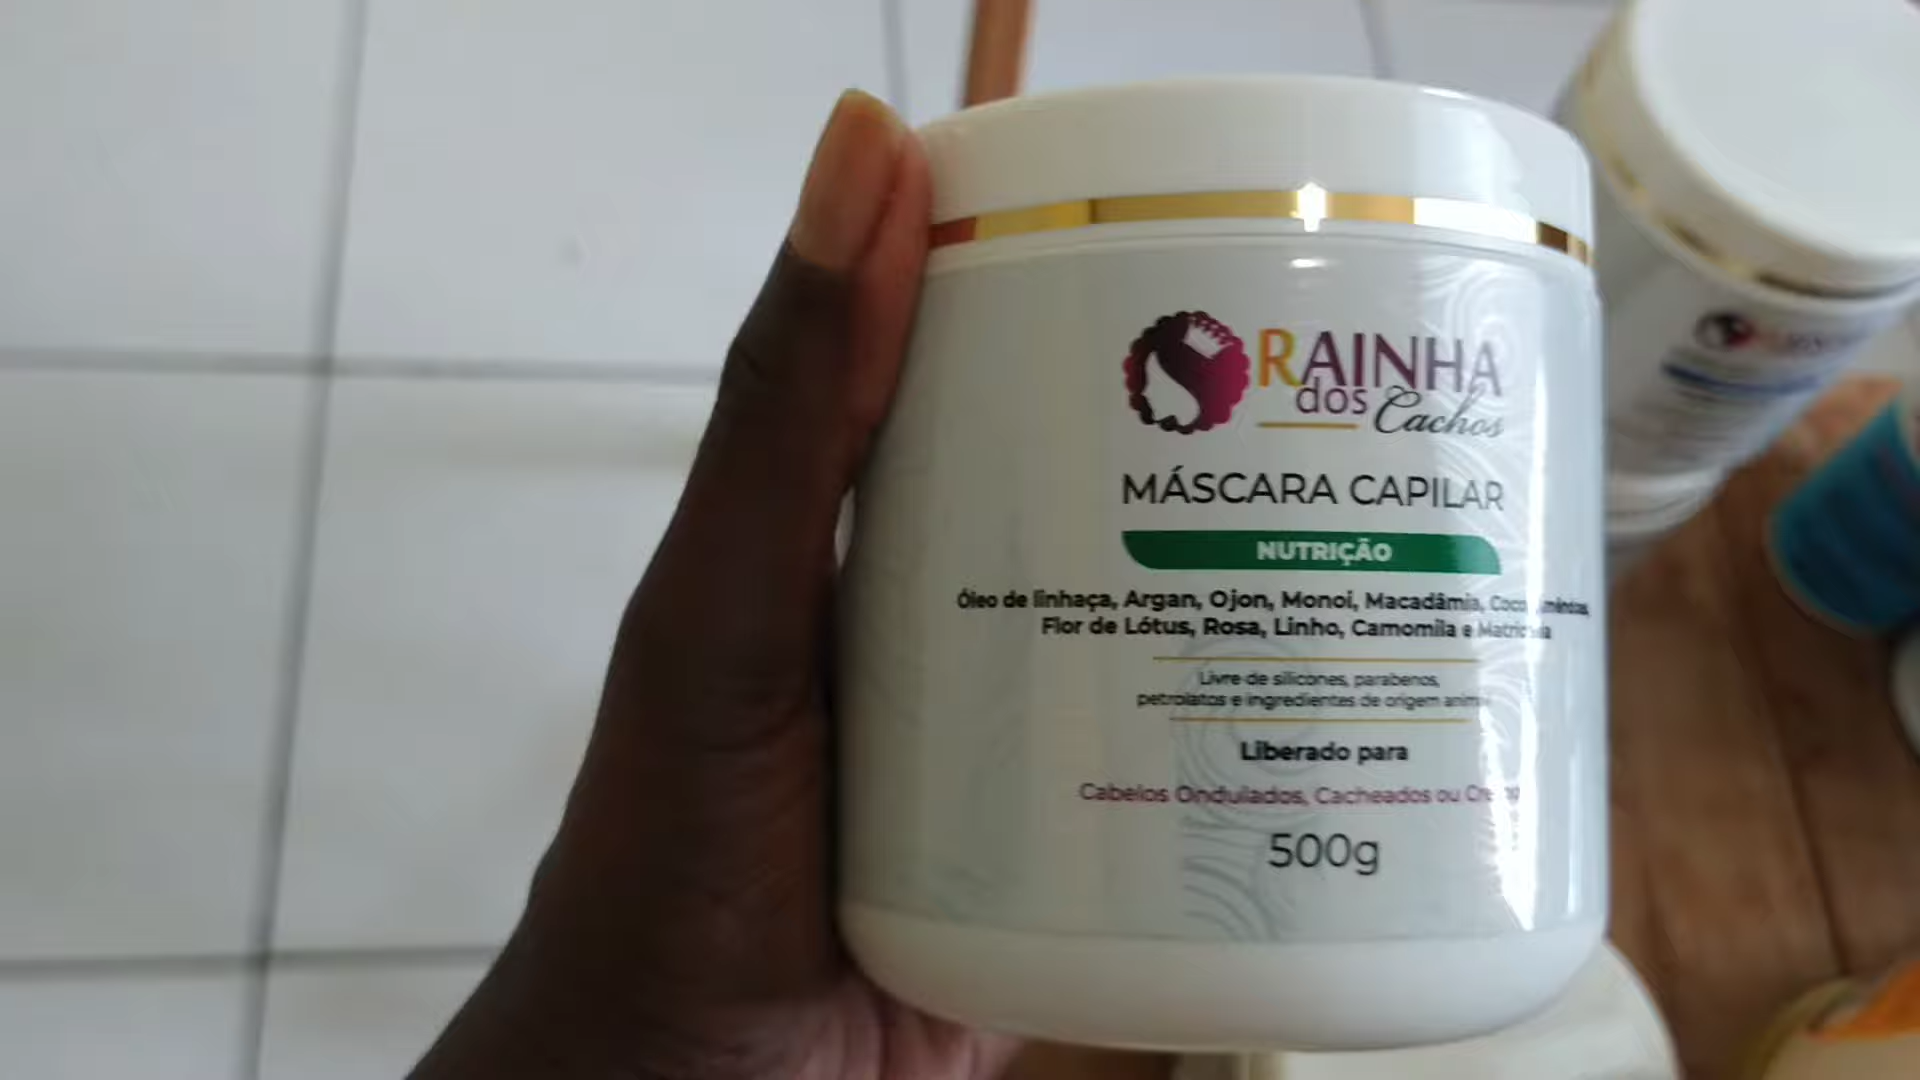 RAINHA
dos Cachos
MÁSCARA CAPILAR
NUTRIÇÃO
Óleo de linhaça, Argan, Ojon, Monoi, Macadâmia,
Flor de Lótus, Rosa, Linho, Camomila e
Livre de silicones, parabenos,
petrolatos e ingredientes de origem animal
Liberado para
Cabelos Ondulados, Cacheados ou
500g